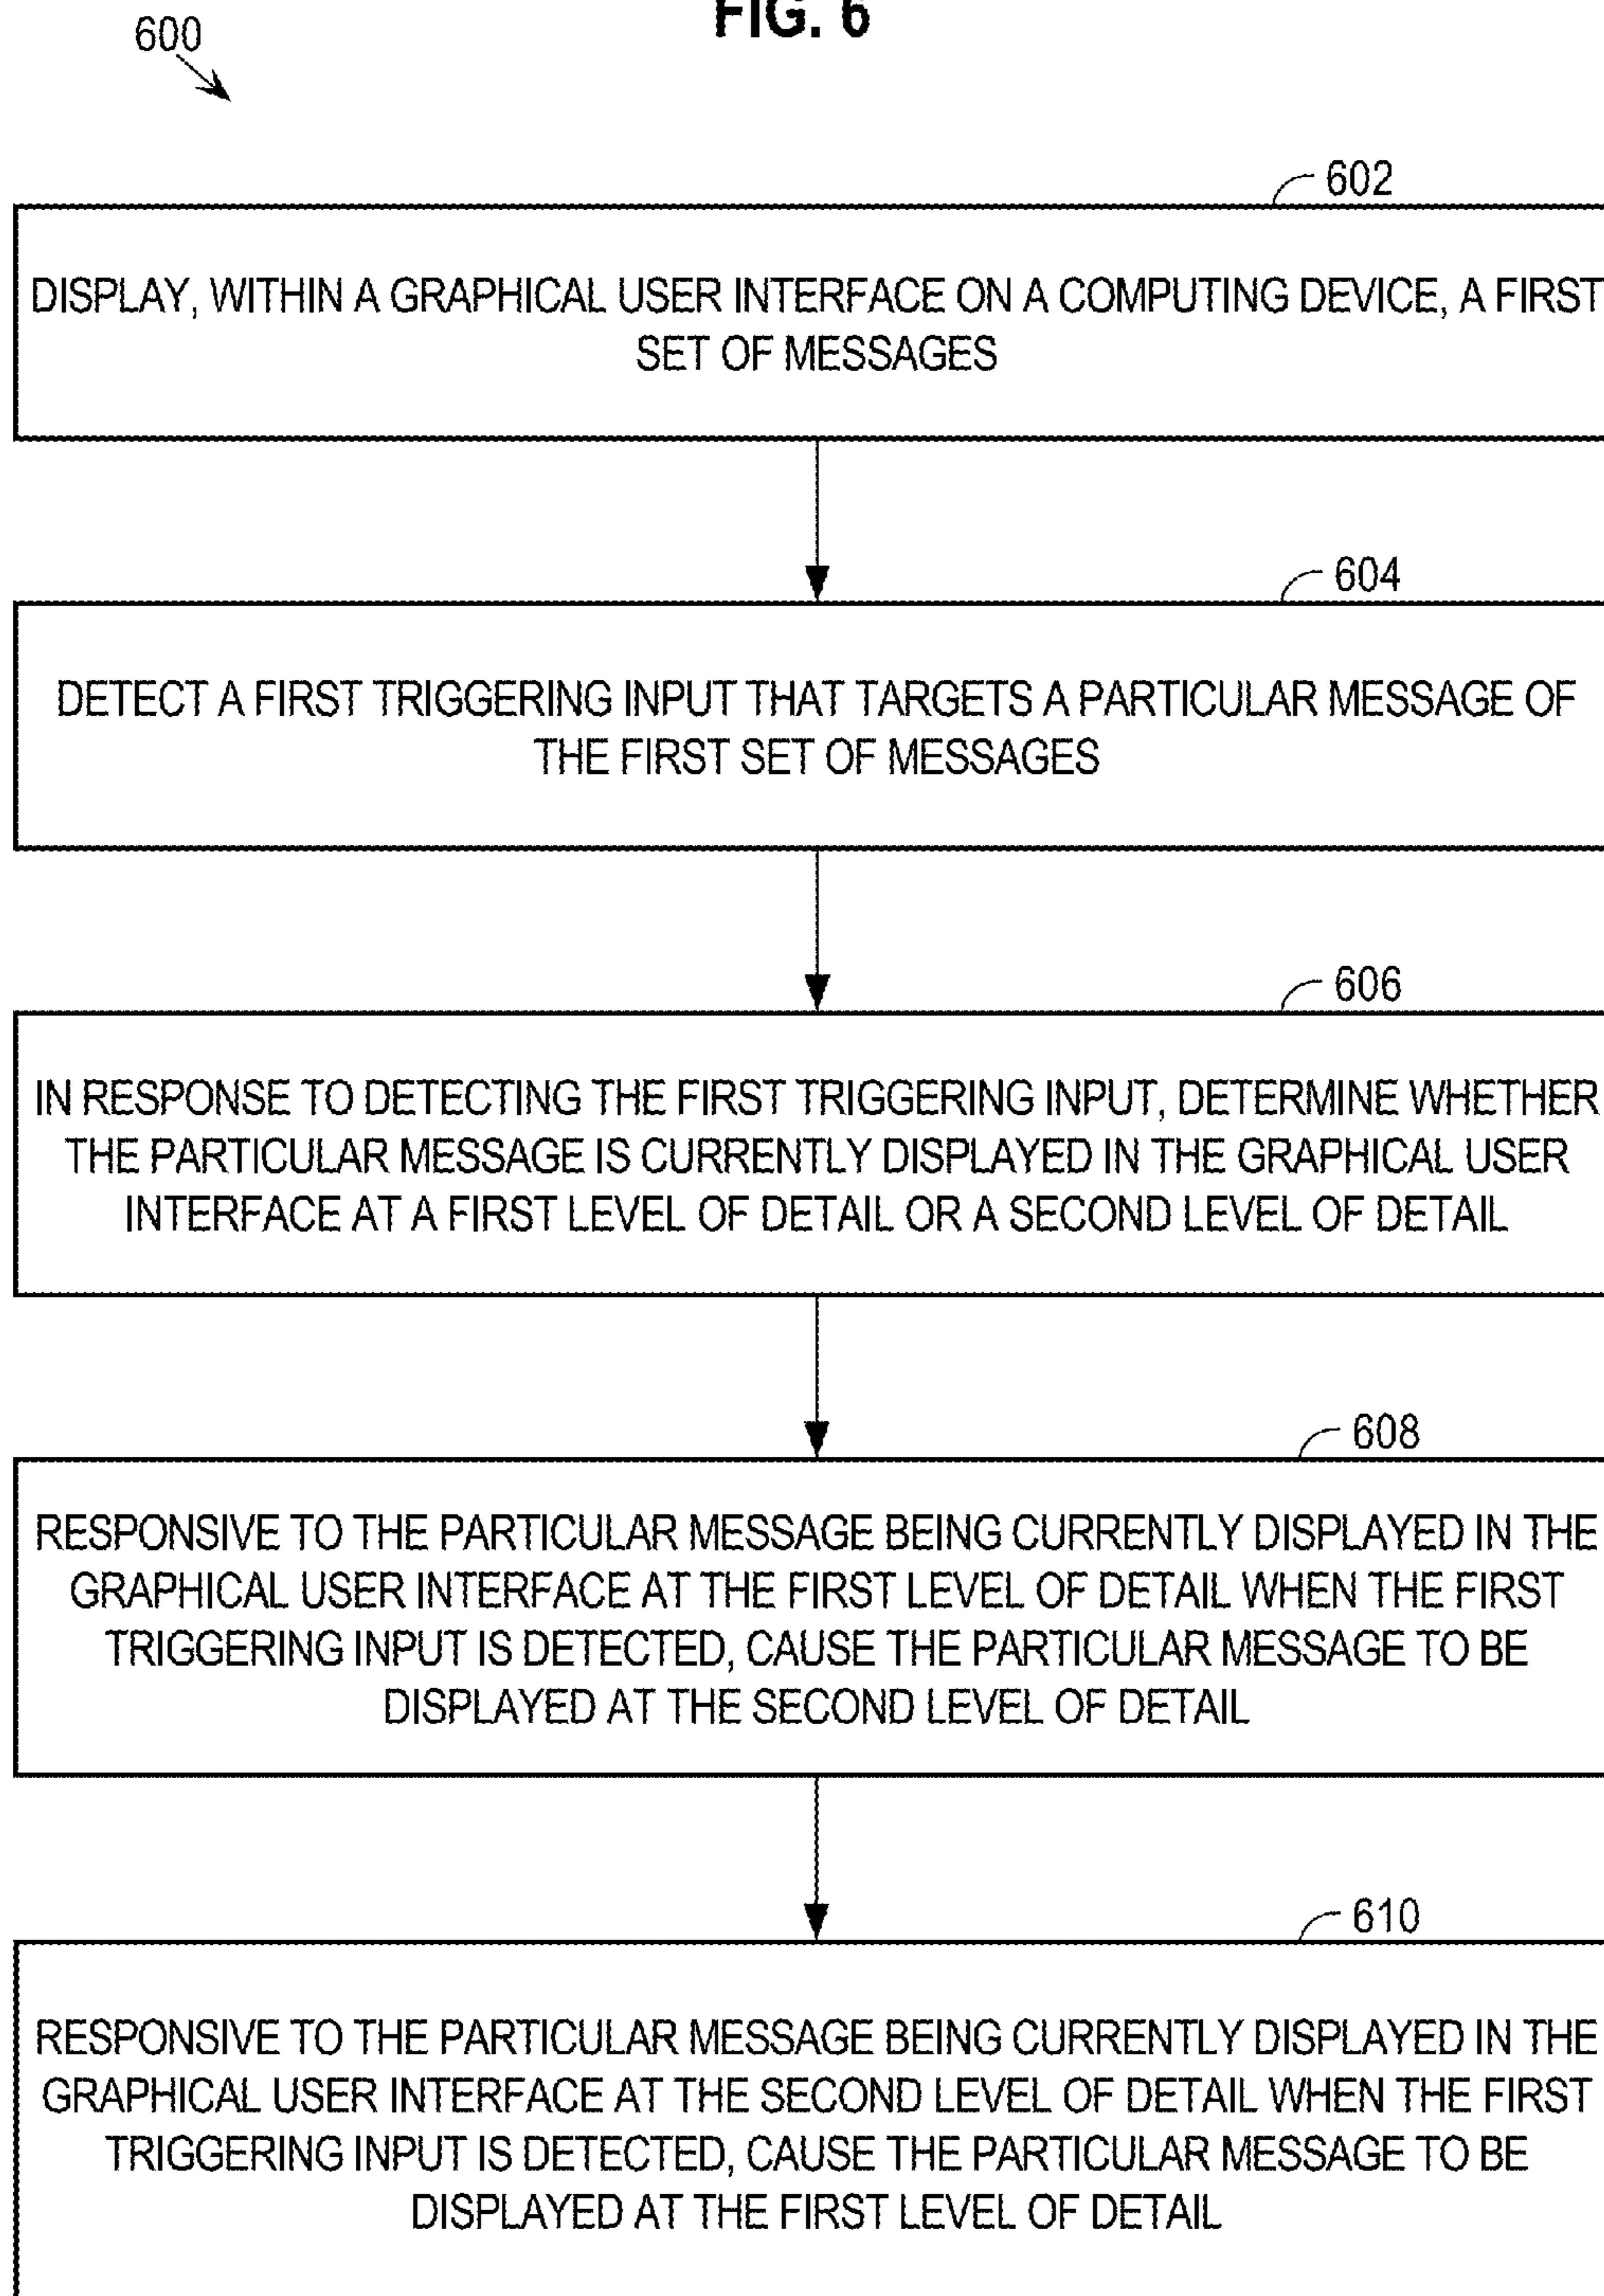 FIG. 6
600
602
DISPLAY, WITHIN A GRAPHICAL USER INTERFACE ON A COMPUTING DEVICE, A FIRST
SET OF MESSAGES
604
DETECT A FIRST TRIGGERING INPUT THAT TARGETS A PARTICULAR MESSAGE OF
THE FIRST SET OF MESSAGES
606
IN RESPONSE TO DETECTING THE FIRST TRIGGERING INPUT, DETERMINE WHETHER
THE PARTICULAR MESSAGE IS CURRENTLY DISPLAYED IN THE GRAPHICAL USER
INTERFACE AT A FIRST LEVEL OF DETAIL OR A SECOND LEVEL OF DETAIL
608
RESPONSIVE TO THE PARTICULAR MESSAGE BEING CURRENTLY DISPLAYED IN THE
GRAPHICAL USER INTERFACE AT THE FIRST LEVEL OF DETAIL WHEN THE FIRST
TRIGGERING INPUT IS DETECTED, CAUSE THE PARTICULAR MESSAGE TO BE
DISPLAYED AT THE SECOND LEVEL OF DETAIL
610
RESPONSIVE TO THE PARTICULAR MESSAGE BEING CURRENTLY DISPLAYED IN THE
GRAPHICAL USER INTERFACE AT THE SECOND LEVEL OF DETAIL WHEN THE FIRST
TRIGGERING INPUT IS DETECTED, CAUSE THE PARTICULAR MESSAGE TO BE
DISPLAYED AT THE FIRST LEVEL OF DETAIL